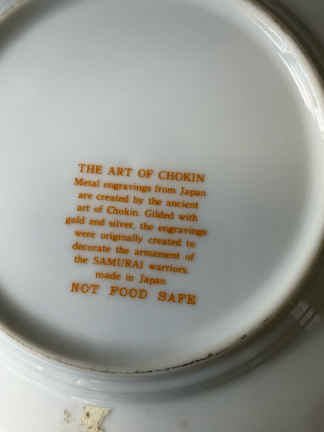 THE ART OF CHOKIN
Metal engravings from Japan
are created by the ancient
art of Chokin. Gilded with
gold and silver, the engravings
were originally created to
decorate the armament of
the SAMURAI warriors.
made in Japan
NOT FOOD SAFE